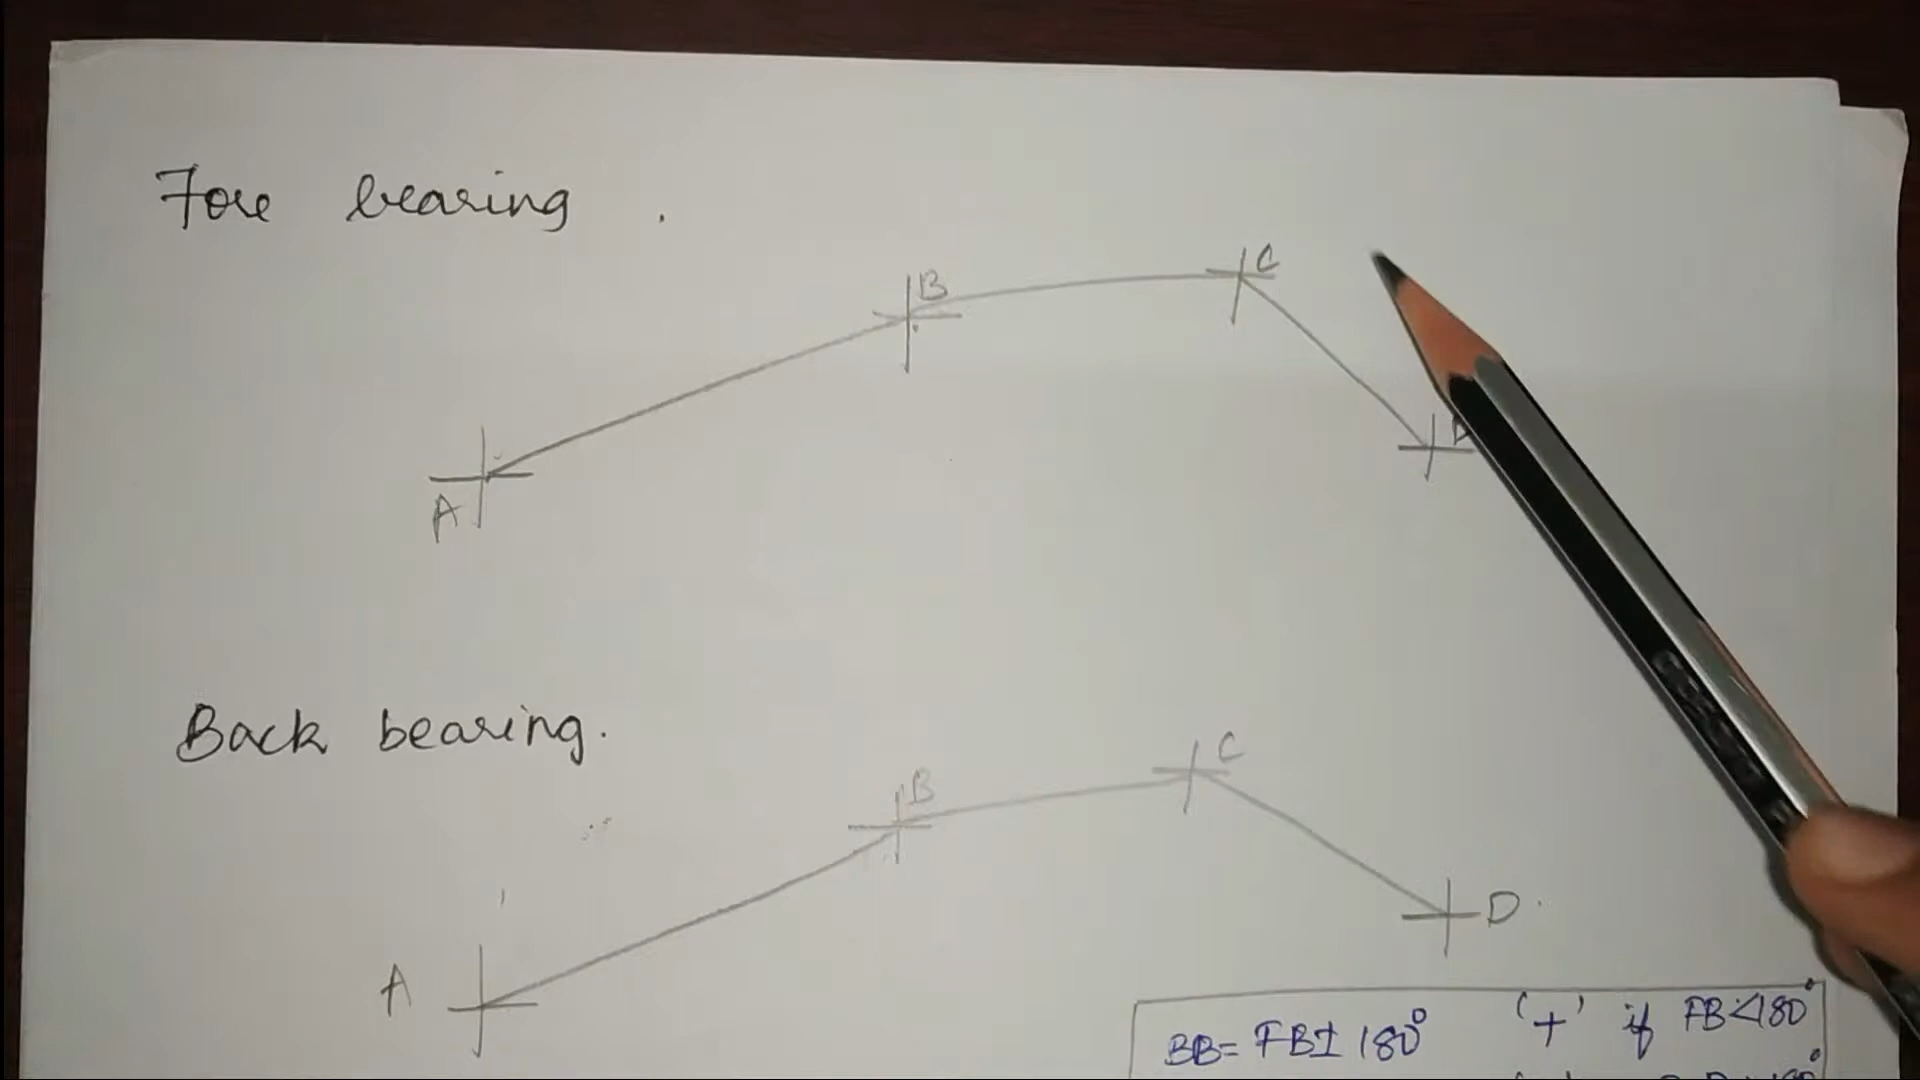 Fore bearing .
B
C
A
D
Back bearing.
B
C
A
D .
BB= FB± 180° '+' if FB<180°